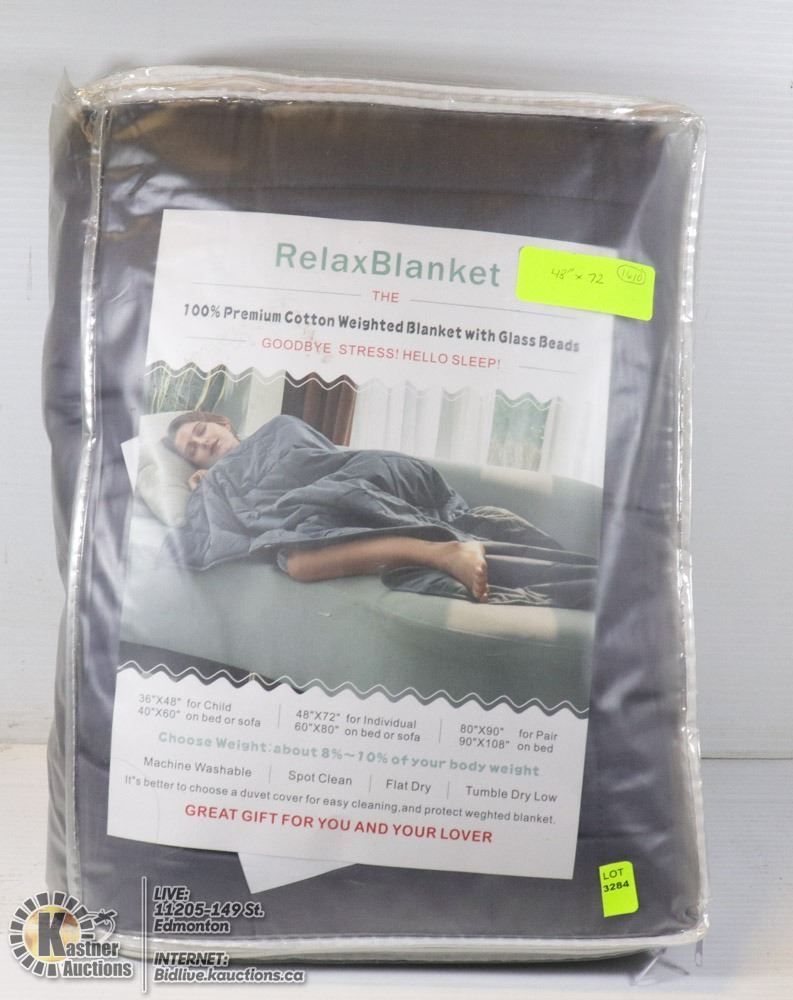 RelaxBlanket
48" x 72
THE
100% Premium Cotton Weighted Blanket with Glass Beads
GOODBYE STRESS! HELLO SLEEP!
36"X48" for Child
40"X60" on bed or sofa
48"X72" for Individual
60"X80" on bed or sofa
80"X90" for Pair
90"X108" on bed
Choose Weight:about 8%~10% of your body weight
Machine Washable
Spot Clean
Flat Dry
Tumble Dry Low
It"s better to choose a duvet cover for easy cleaning,and protect weghted blanket.
GREAT GIFT FOR YOU AND YOUR LOVER
LOT
3284
Kastner
Auctions
LIVE:
11205-149 St.
Edmonton
INTERNET:
Bidlive.kauctions.ca